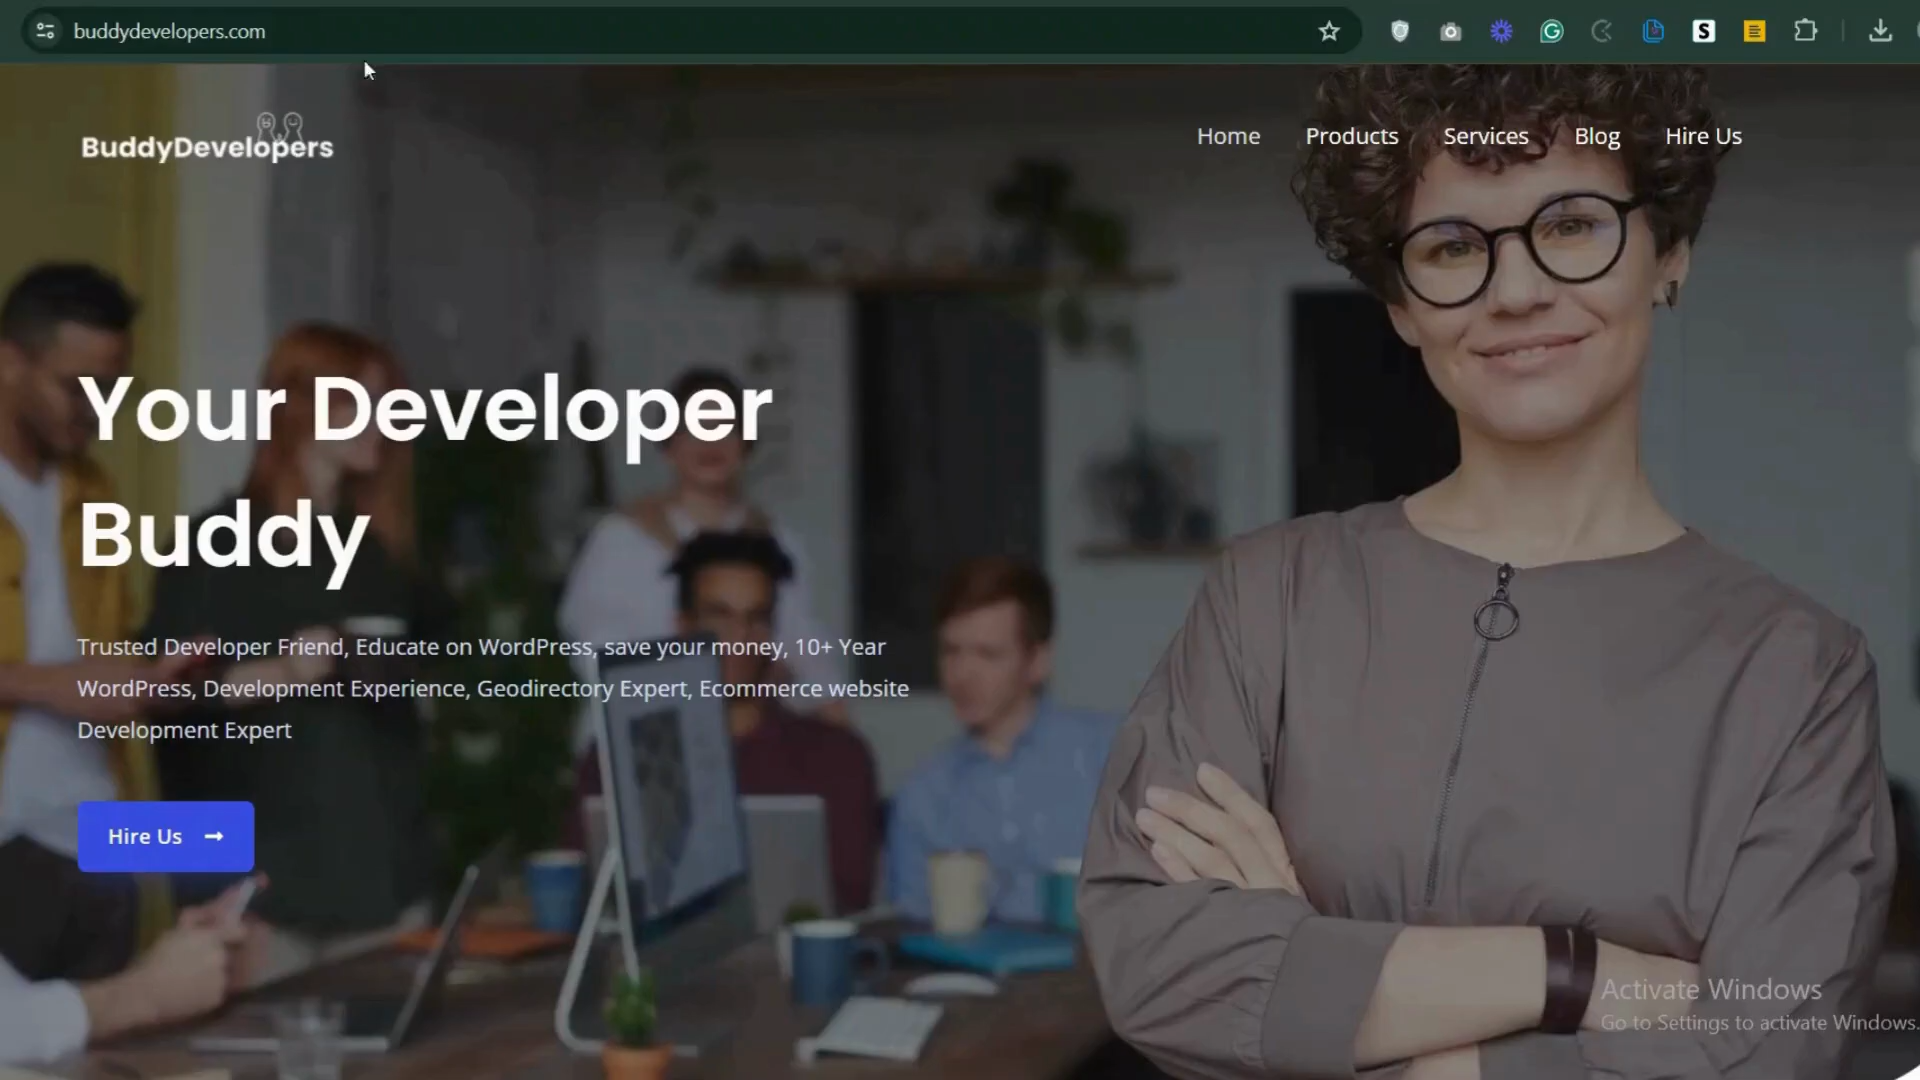 buddydevelopers.com
BuddyDevelopers
Home Products Services Blog Hire Us
Your Developer
Buddy
Trusted Developer Friend, Educate on WordPress, save your money, 10+ Year
WordPress, Development Experience, Geodirectory Expert, Ecommerce website
Development Expert
Hire Us
Activate Windows
Go to Settings to activate Windows.